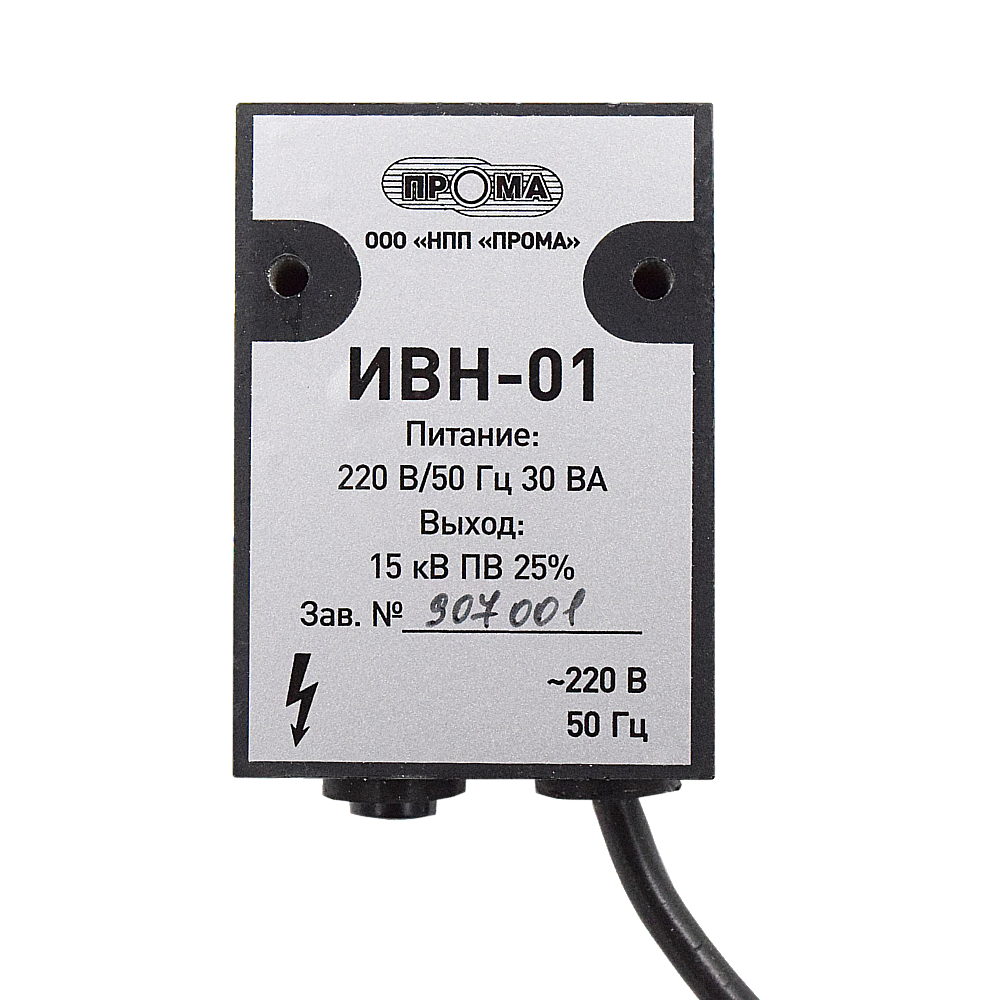 ПРОМА
ООО «НПП «ПРОМА»
ИВН-01
Питание:
220 В/50 Гц 30 ВА
Выход:
15 кВ ПВ 25%
Зав. № 907001
~220 В
50 Гц